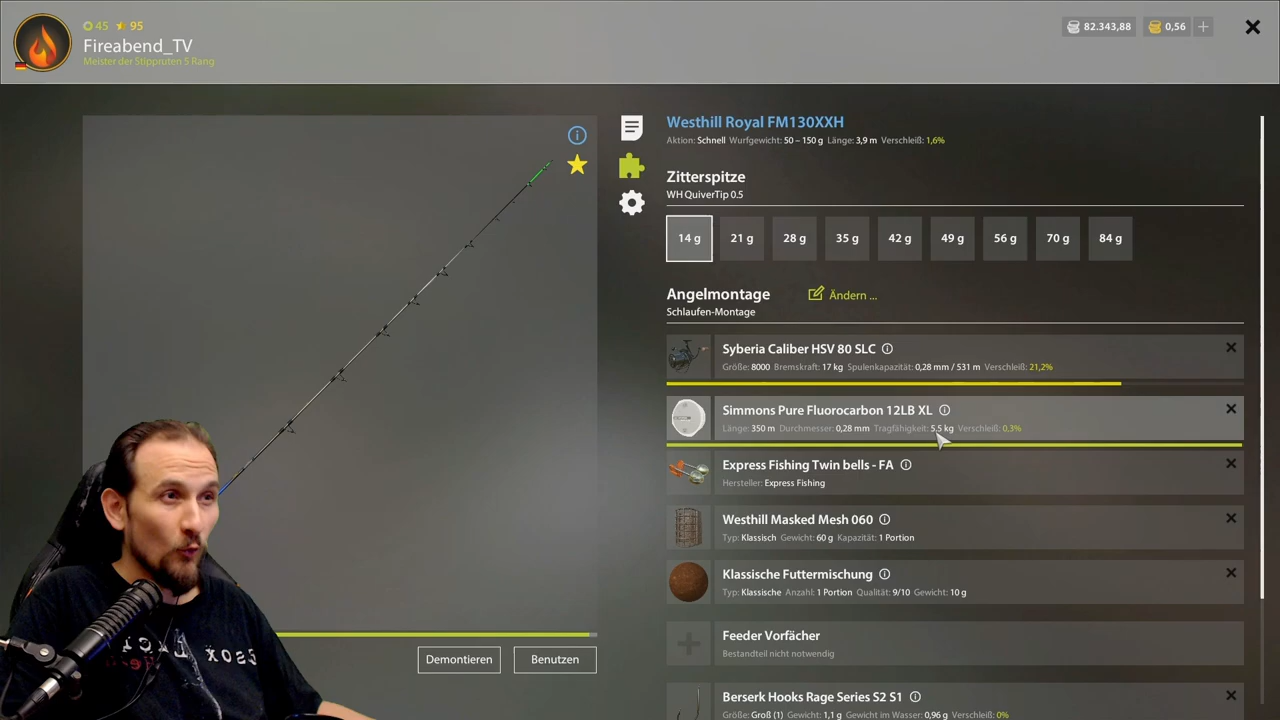 45 95
Fireabend_TV
Meister der Stippruten 5 Rang
82.343,88
0,56
Westhill Royal FM130XXH
Aktion: Schnell Wurfgewicht: 50 – 150 g Länge: 3,9 m Verschleiß: 1,6%
Zitterspitze
WH QuiverTip 0.5
14 g 21 g 28 g 35 g 42 g 49 g 56 g 70 g 84 g
Angelmontage Ändern ...
Schlaufen-Montage
Syberia Caliber HSV 80 SLC
Größe: 8000 Bremskraft: 17 kg Spulenkapazität: 0,28 mm / 531 m Verschleiß: 21,2%
Simmons Pure Fluorocarbon 12LB XL
Länge: 350 m Durchmesser: 0,28 mm Tragfähigkeit: 5,5 kg Verschleiß: 0,3%
Express Fishing Twin bells - FA
Hersteller: Express Fishing
Westhill Masked Mesh 060
Typ: Klassisch Gewicht: 60 g Kapazität: 1 Portion
Klassische Futtermischung
Typ: Klassische Anzahl: 1 Portion Qualität: 9/10 Gewicht: 10 g
Feeder Vorfächer
Bestandteil nicht notwendig
Berserk Hooks Rage Series S2 S1
Größe: Groß (1) Gewicht: 1,1 g Gewicht im Wasser: 0,96 g Verschleiß: 0%
Demontieren
Benutzen